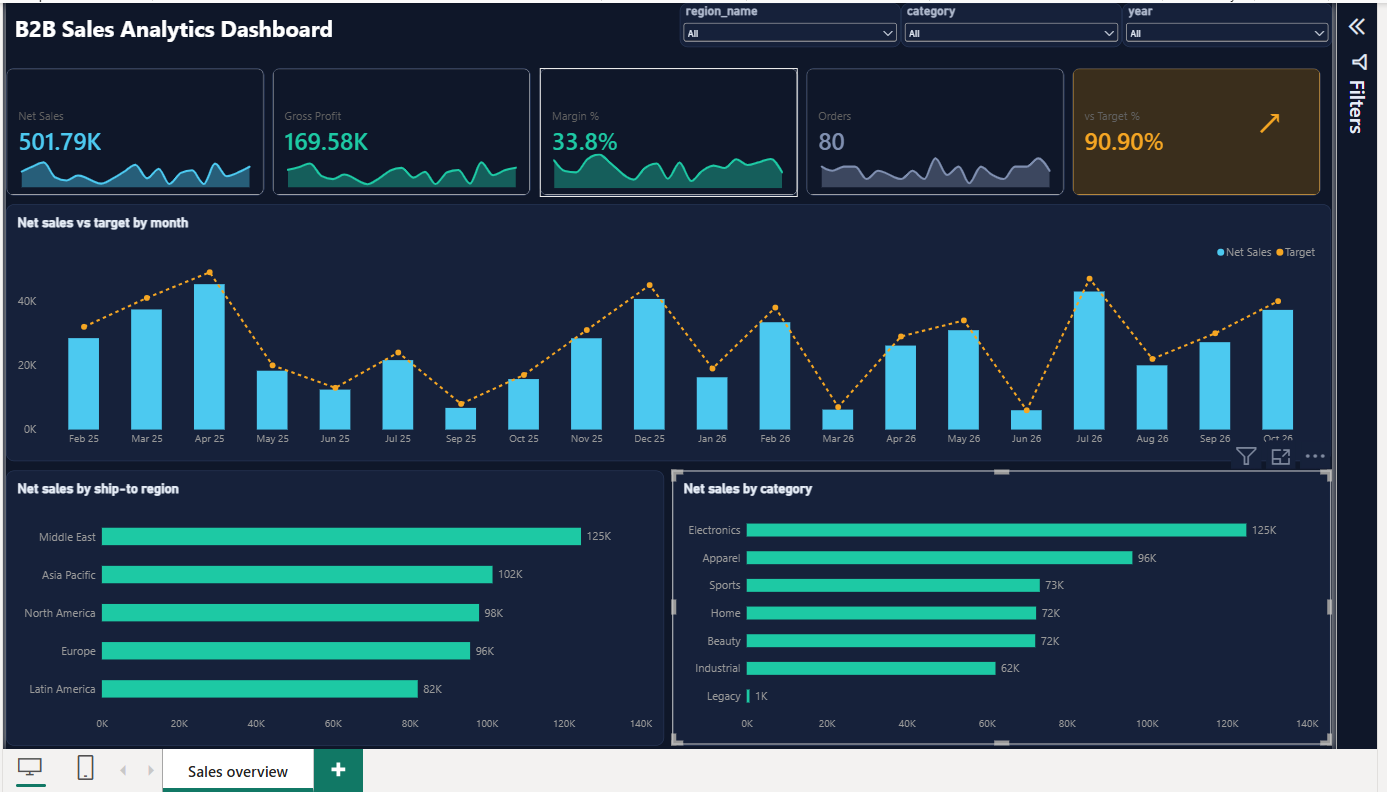 B2B Sales Analytics Dashboard
region_name category year
All All All
Filters
Net Sales
501.79K
Gross Profit
169.58K
Margin %
33.8%
Orders
80
vs Target %
90.90%
Net sales vs target by month
Net Sales Target
40K
20K
0K
Feb 25 Mar 25 Apr 25 May 25 Jun 25 Jul 25 Sep 25 Oct 25 Nov 25 Dec 25 Jan 26 Feb 26 Mar 26 Apr 26 May 26 Jun 26 Jul 26 Aug 26 Sep 26 Oct 26
Net sales by ship-to region
Middle East 125K
Asia Pacific 102K
North America 98K
Europe 96K
Latin America 82K
0K 20K 40K 60K 80K 100K 120K 140K
Net sales by category
Electronics 125K
Apparel 96K
Sports 73K
Home 72K
Beauty 72K
Industrial 62K
Legacy 1K
0K 20K 40K 60K 80K 100K 120K 140K
Sales overview